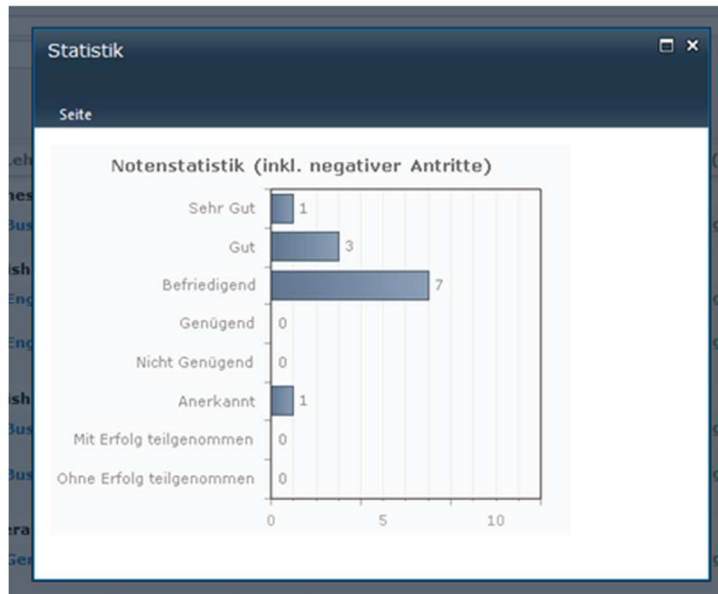 Statistik
Seite
Notenstatistik (inkl. negativer Antritte)
Sehr Gut 1
Gut 3
Befriedigend 7
Genügend 0
Nicht Genügend 0
Anerkannt 1
Mit Erfolg teilgenommen 0
Ohne Erfolg teilgenommen 0
0 5 10